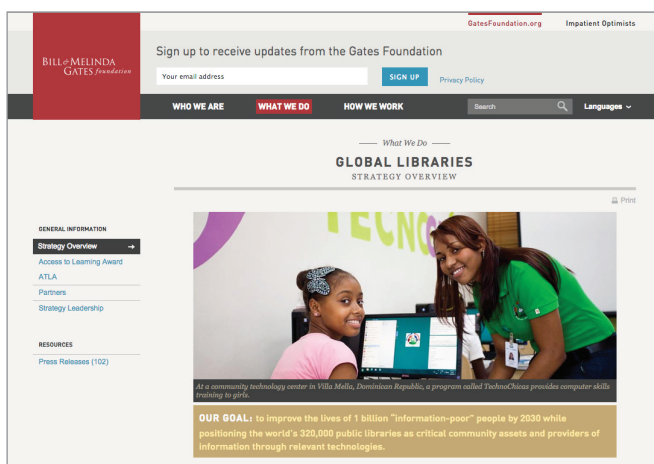 GatesFoundation.org Impatient Optimists
BILL & MELINDA
GATES foundation
Sign up to receive updates from the Gates Foundation
Your email address
SIGN UP
Privacy Policy
WHO WE ARE WHAT WE DO HOW WE WORK Search Languages
What We Do
GLOBAL LIBRARIES
STRATEGY OVERVIEW
Print
GENERAL INFORMATION
Strategy Overview →
Access to Learning Award
ATLA
Partners
Strategy Leadership
RESOURCES
Press Releases (102)
TECNO
At a community technology center in Villa Mella, Dominican Republic, a program called TechnoChicas provides computer skills
training to girls.
OUR GOAL: to improve the lives of 1 billion “information-poor” people by 2030 while
positioning the world's 320,000 public libraries as critical community assets and providers of
information through relevant technologies.